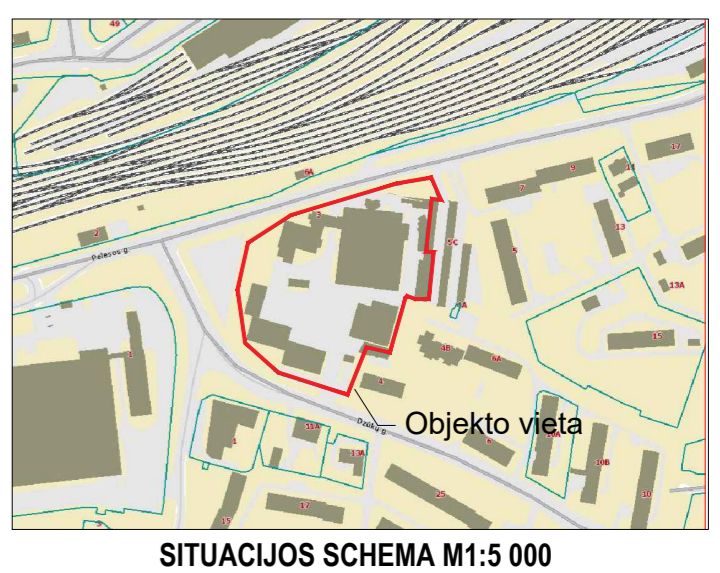 49
6A
17
9
11
7
3
13
2
5C
5
Pelesos g.
13A
4A
15
1
4B
6A
4
Objekto vieta
Dzūkų g.
1
11A
6
10A
13A
10B
10
25
17
15
SITUACIJOS SCHEMA M1:5 000